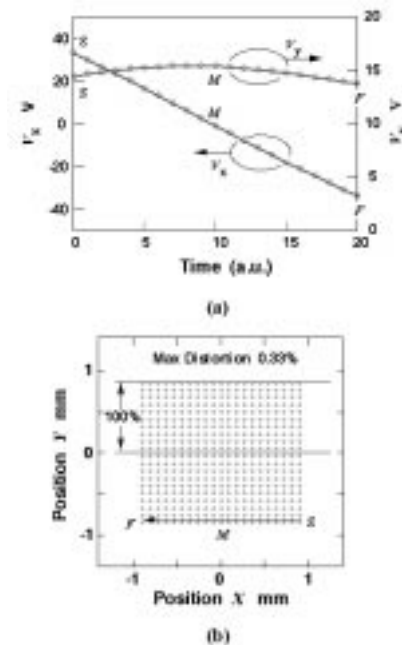 40
20
0
-20
-40
20
15
10
5
0
S
S
M
M
F
F
Vy
Vx
Vx V
V
0 5 10 15 20
Time (a.u.)
(a)
Max Distortion 0.33%
100%
1
0
-1
F
M
S
Position Y mm
-1 0 1
Position X mm
(b)